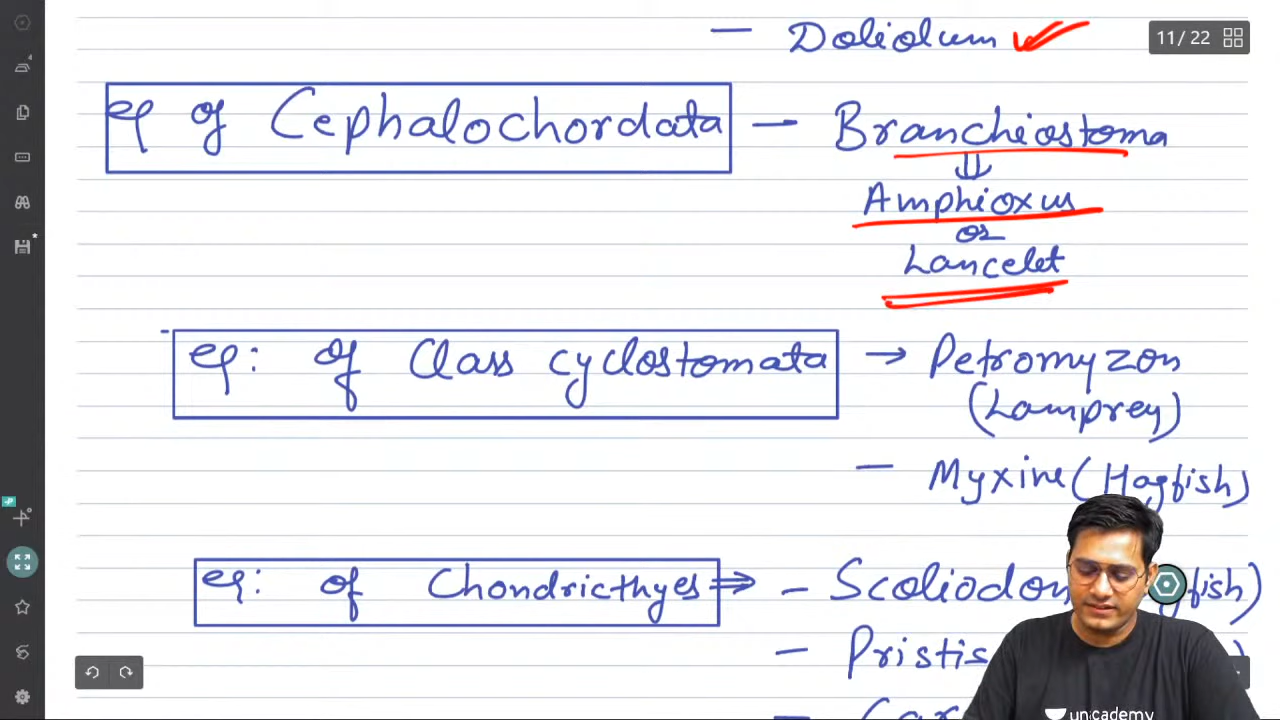 — Doliolum
11 / 22
eg of Cephalochordata — Branchiostoma
Amphioxus
or
Lancelet
eg: of Class cyclostomata → Petromyzon
(Lamprey)
— Myxine (Hagfish)
eg: of Chondricthyes ⇒ – Scoliodon
— Pristis
unacademy